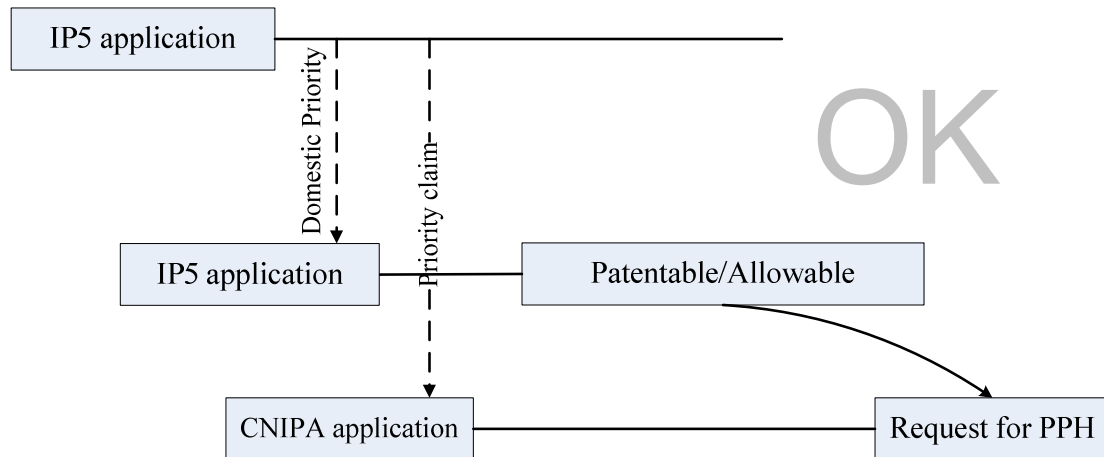 IP5 application
OK
Domestic Priority
Priority claim
IP5 application
Patentable/Allowable
CNIPA application
Request for PPH